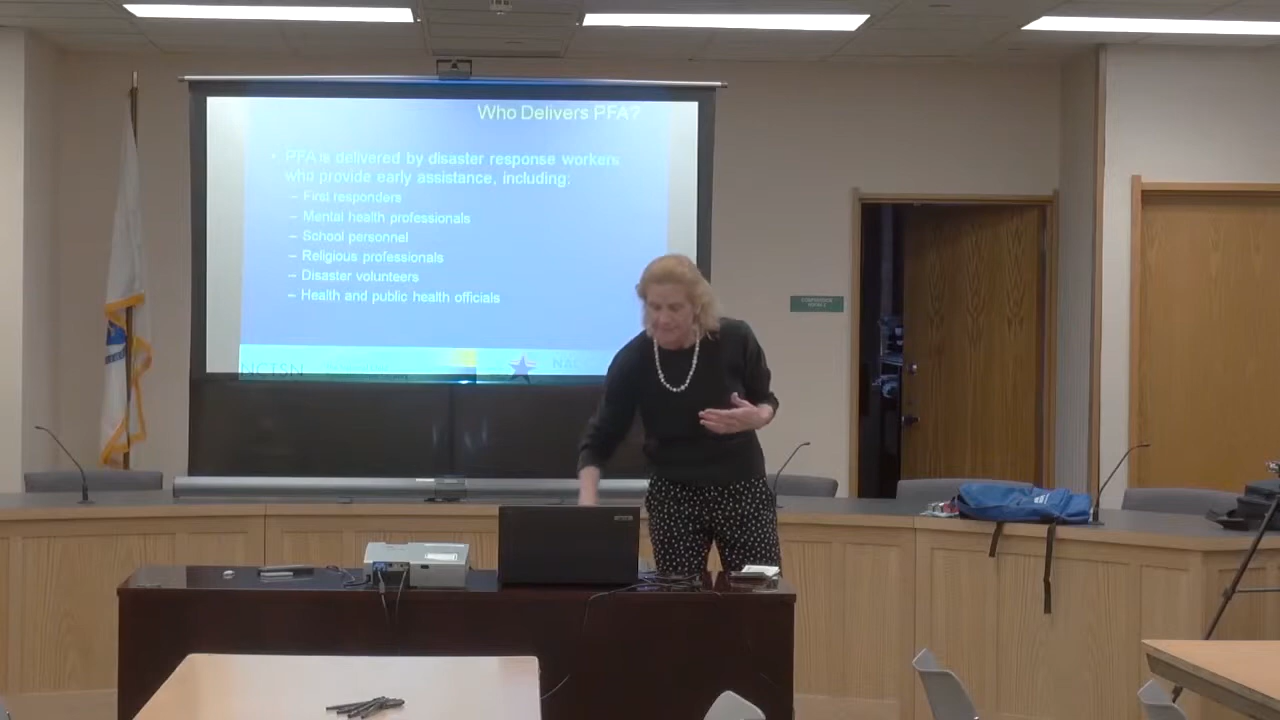 Who Delivers PFA?
• PFA is delivered by disaster response workers
who provide early assistance, including:
– First responders
– Mental health professionals
– School personnel
– Religious professionals
– Disaster volunteers
– Health and public health officials
NCTSN